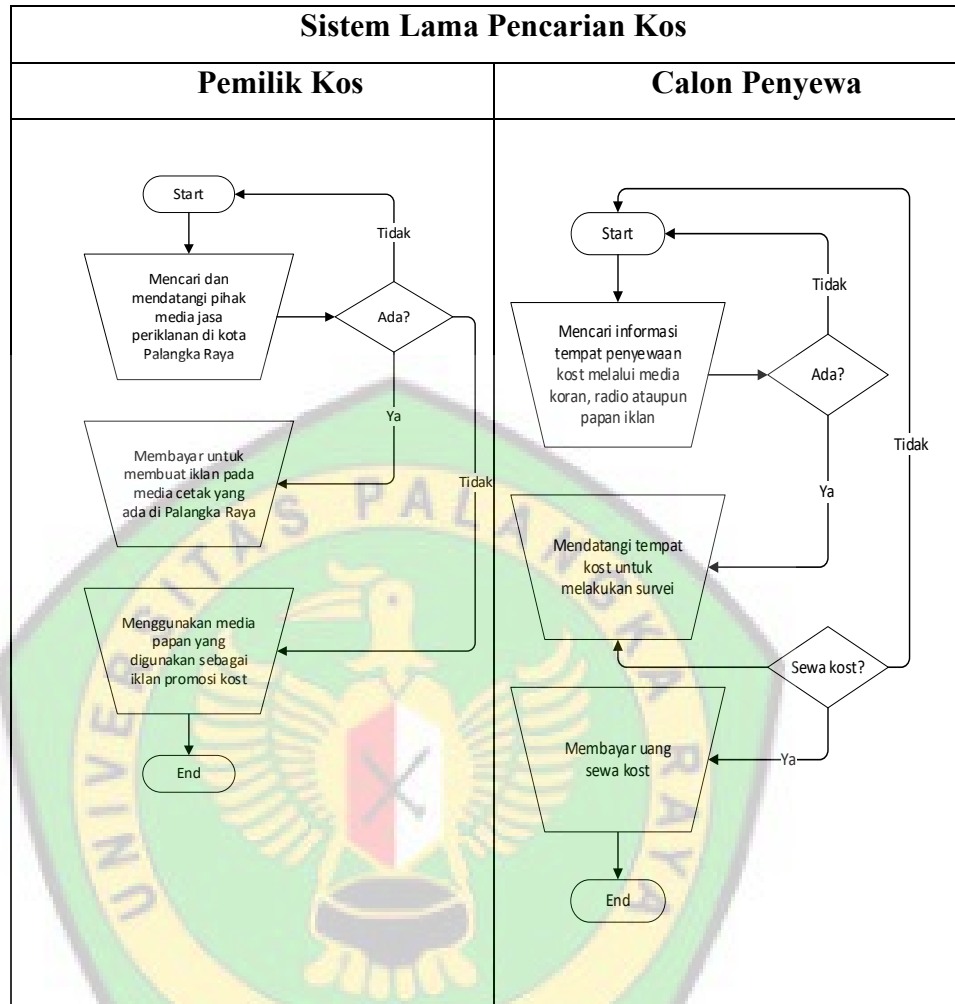 Sistem Lama Pencarian Kos
Pemilik Kos
Calon Penyewa
Start
Tidak
Mencari dan
mendatangi pihak
media jasa
periklanan di kota
Palangka Raya
Ada?
Ya
Membayar untuk
membuat iklan pada
media cetak yang
ada di Palangka Raya
Tidak
Menggunakan media
papan yang
digunakan sebagai
iklan promosi kost
End
Start
Tidak
Mencari informasi
tempat penyewaan
kost melalui media
koran, radio ataupun
papan iklan
Ada?
Tidak
Ya
Mendatangi tempat
kost untuk
melakukan survei
Sewa kost?
Membayar uang
sewa kost
Ya
End
UNIVERSITAS PALANGKA RAYA